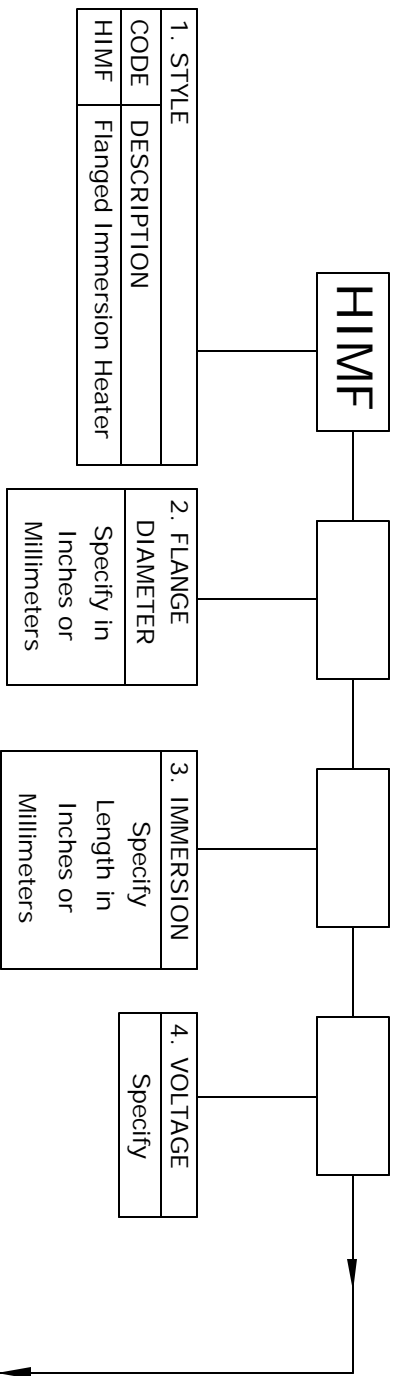 HIMF
1. STYLE
CODE DESCRIPTION
HIMF Flanged Immersion Heater
2. FLANGE
DIAMETER
Specify in
Inches or
Millimeters
3. IMMERSION
Specify
Length in
Inches or
Millimeters
4. VOLTAGE
Specify